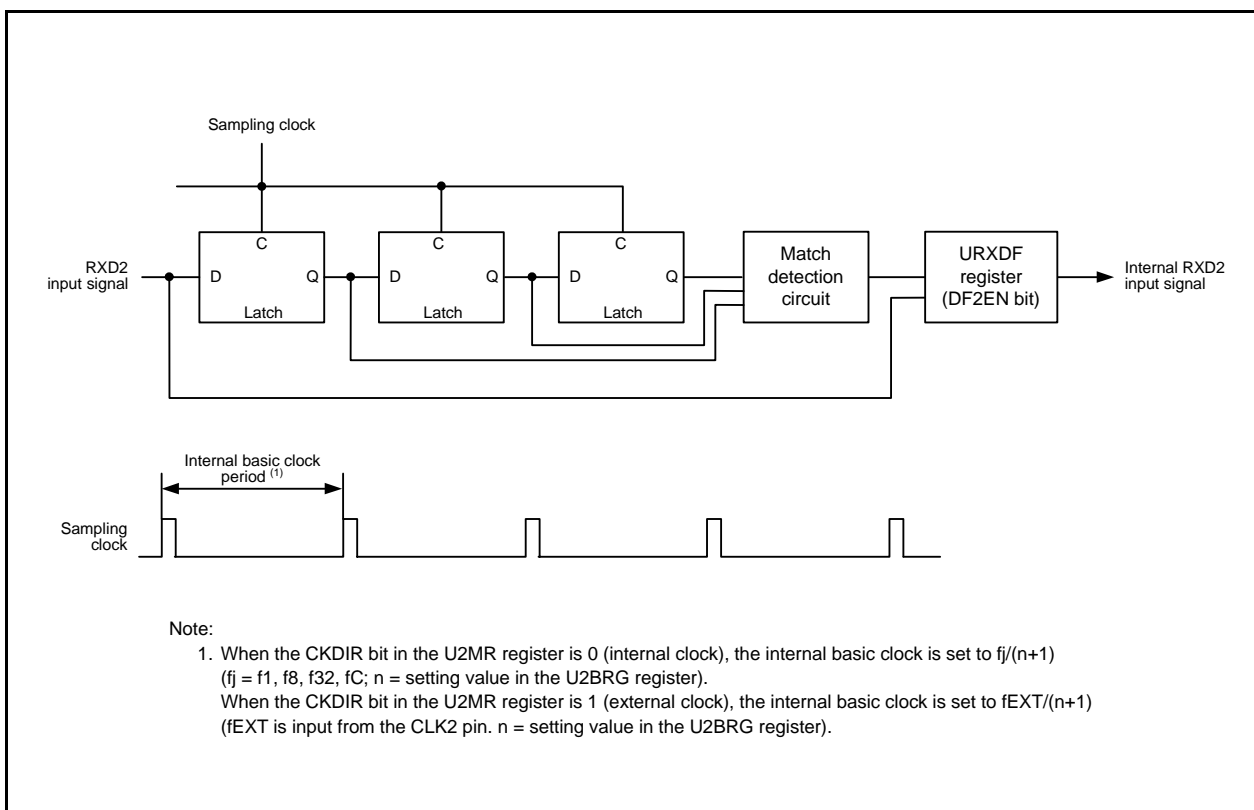 Sampling clock
C
C
C
RXD2
input signal
D
Q
D
Q
D
Q
Latch
Latch
Latch
Match
detection
circuit
URXDF
register
(DF2EN bit)
Internal RXD2
input signal
Internal basic clock
period (1)
Sampling
clock
Note:
1. When the CKDIR bit in the U2MR register is 0 (internal clock), the internal basic clock is set to fj/(n+1)
(fj = f1, f8, f32, fC; n = setting value in the U2BRG register).
When the CKDIR bit in the U2MR register is 1 (external clock), the internal basic clock is set to fEXT/(n+1)
(fEXT is input from the CLK2 pin. n = setting value in the U2BRG register).